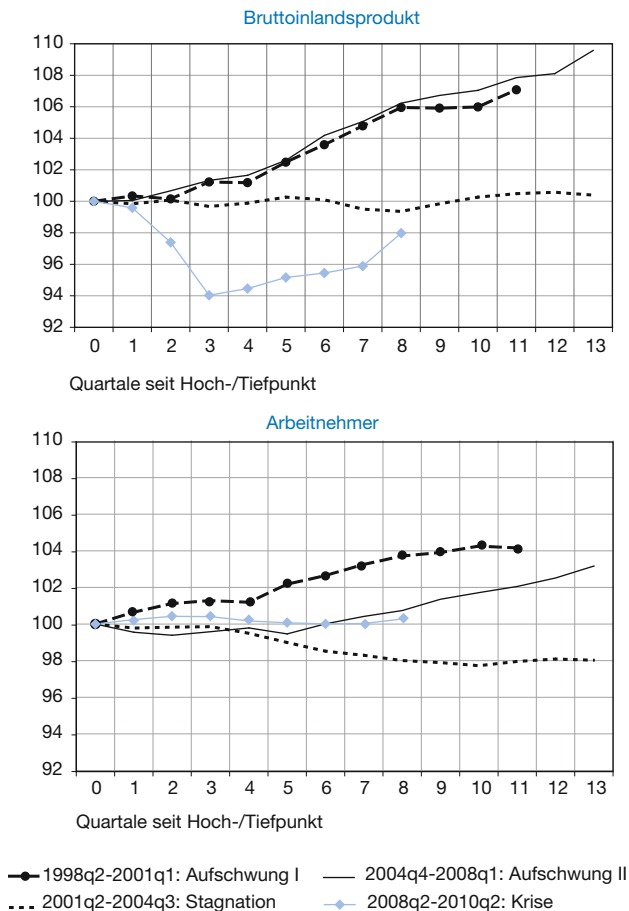 Bruttoinlandsprodukt
110
108
106
104
102
100
98
96
94
92
0 1 2 3 4 5 6 7 8 9 10 11 12 13
Quartale seit Hoch-/Tiefpunkt
Arbeitnehmer
110
108
106
104
102
100
98
96
94
92
0 1 2 3 4 5 6 7 8 9 10 11 12 13
Quartale seit Hoch-/Tiefpunkt
1998q2-2001q1: Aufschwung I 2004q4-2008q1: Aufschwung II
2001q2-2004q3: Stagnation 2008q2-2010q2: Krise